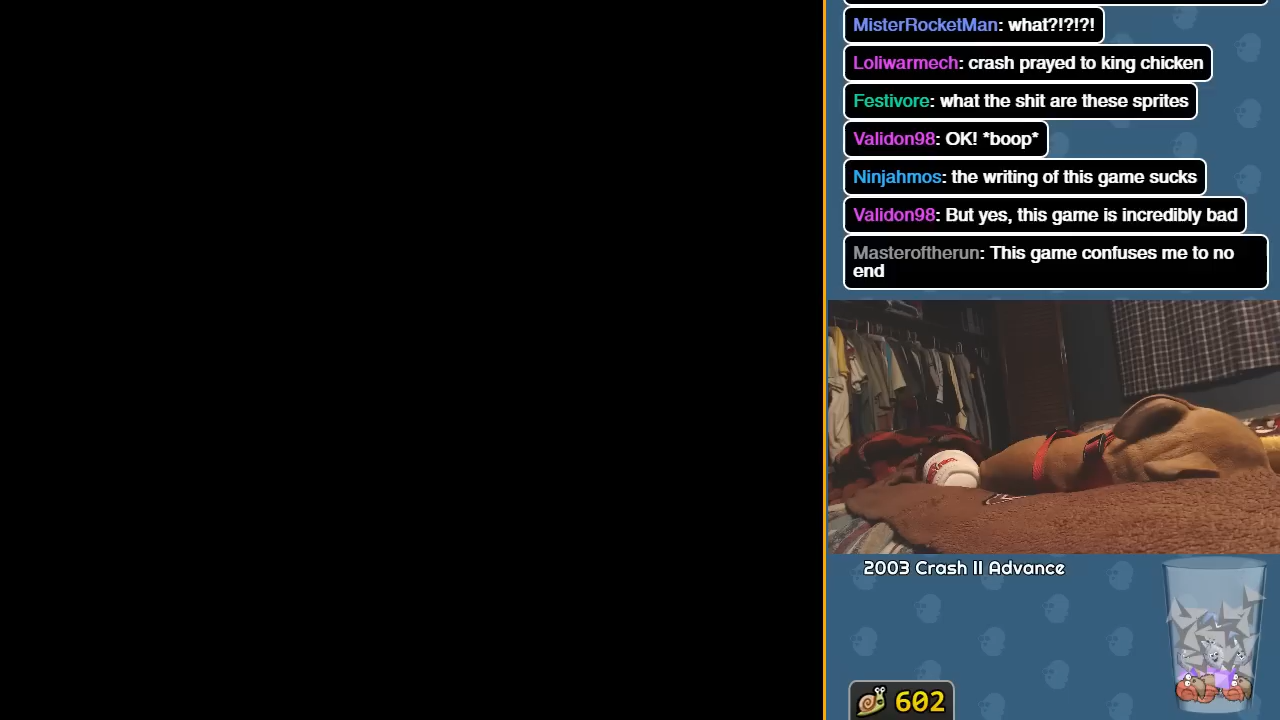 MisterRocketMan: what?!?!?!
Loliwarmech: crash prayed to king chicken
Festivore: what the shit are these sprites
Validon98: OK! *boop*
Ninjahmos: the writing of this game sucks
Validon98: But yes, this game is incredibly bad
Masteroftherun: This game confuses me to no
end
2003 Crash II Advance
602